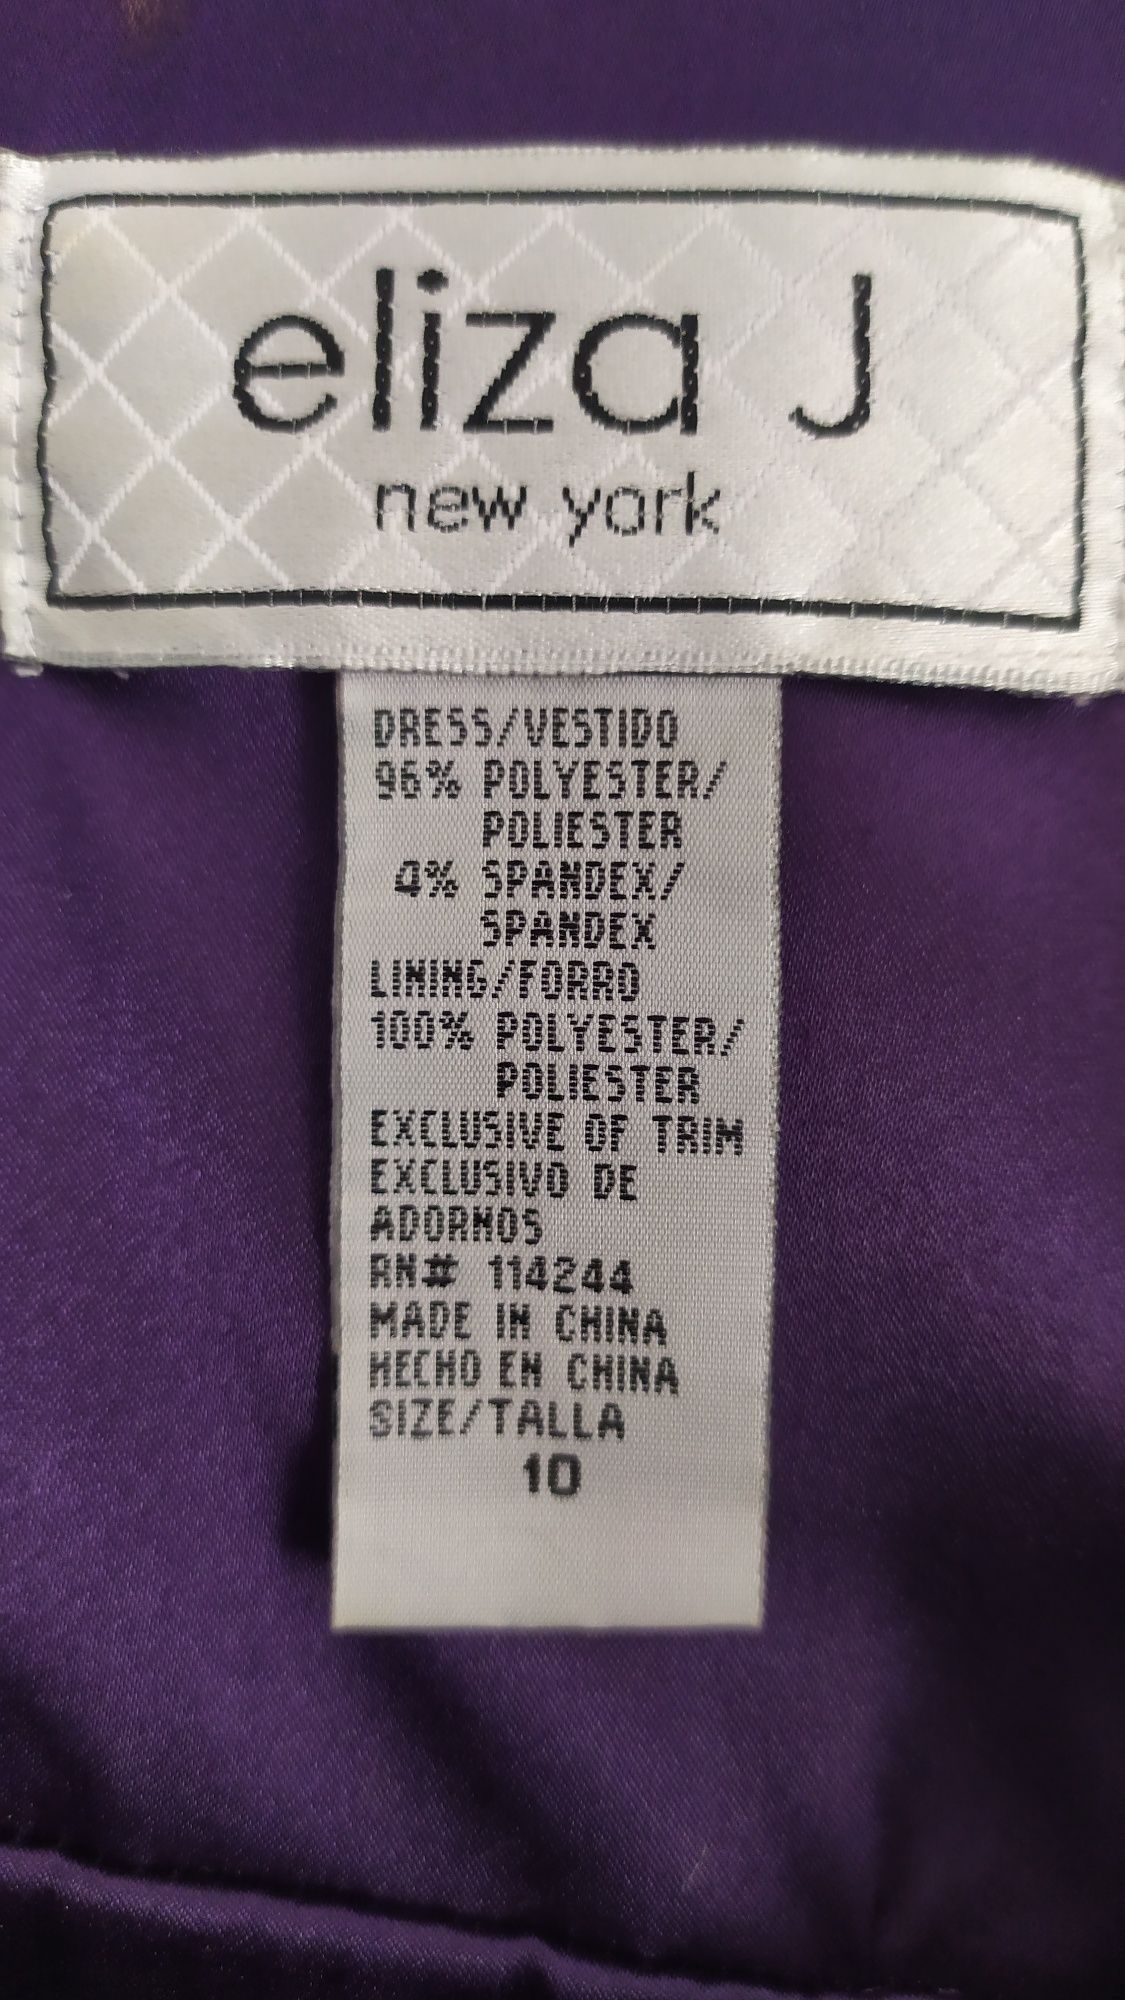 eliza J
new york
DRESS/VESTIDO
96% POLYESTER/
POLIESTER
4% SPANDEX/
SPANDEX
LINING/FORRO
100% POLYESTER/
POLIESTER
EXCLUSIVE OF TRIM
EXCLUSIVO DE
ADORNOS
RN# 114244
MADE IN CHINA
HECHO EN CHINA
SIZE/TALLA
10